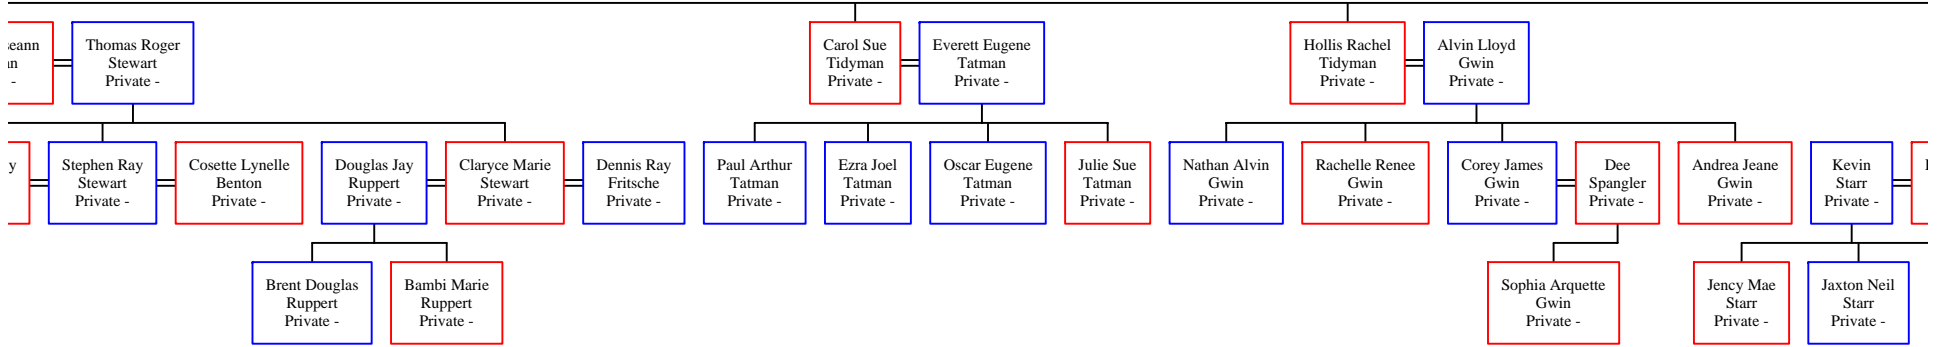 Thomas Roger
Stewart
Private -
Carol Sue
Tidyman
Private -
Everett Eugene
Tatman
Private -
Hollis Rachel
Tidyman
Private -
Alvin Lloyd
Gwin
Private -
Stephen Ray
Stewart
Private -
Cosette Lynelle
Benton
Private -
Douglas Jay
Ruppert
Private -
Claryce Marie
Stewart
Private -
Dennis Ray
Fritsche
Private -
Paul Arthur
Tatman
Private -
Ezra Joel
Tatman
Private -
Oscar Eugene
Tatman
Private -
Julie Sue
Tatman
Private -
Nathan Alvin
Gwin
Private -
Rachelle Renee
Gwin
Private -
Corey James
Gwin
Private -
Dee
Spangler
Private -
Andrea Jeane
Gwin
Private -
Kevin
Starr
Private -
Brent Douglas
Ruppert
Private -
Bambi Marie
Ruppert
Private -
Sophia Arquette
Gwin
Private -
Jency Mae
Starr
Private -
Jaxton Neil
Starr
Private -